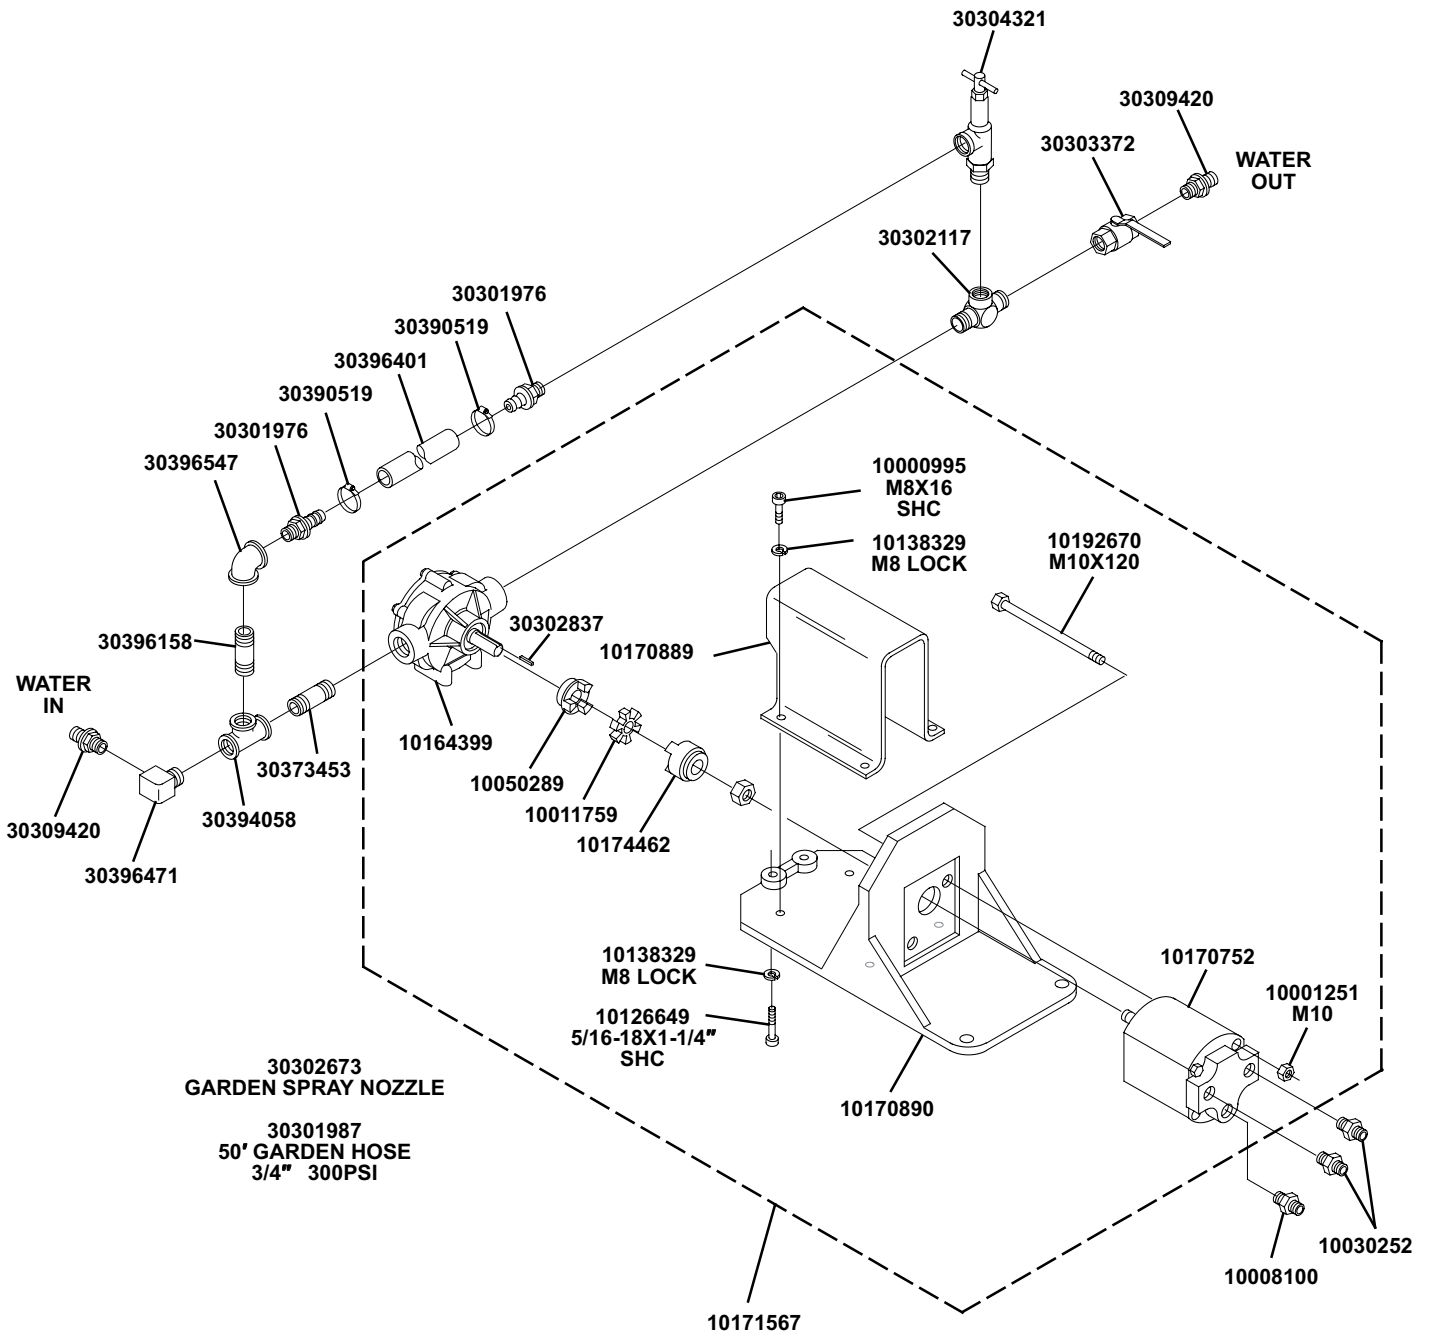 30304321
30309420
30303372
WATER
OUT
30302117
30301976
30390519
30396401
30390519
30301976
30396547
10000995
M8X16
SHC
10138329
M8 LOCK
10192670
M10X120
30302837
30396158
10170889
WATER
IN
10164399
30373453
10050289
10011759
30394058
30309420
10174462
30396471
10138329
M8 LOCK
10170752
10001251
M10
10126649
5/16-18X1-1/4"
SHC
30302673
GARDEN SPRAY NOZZLE
10170890
30301987
50' GARDEN HOSE
3/4" 300PSI
10030252
10008100
10171567